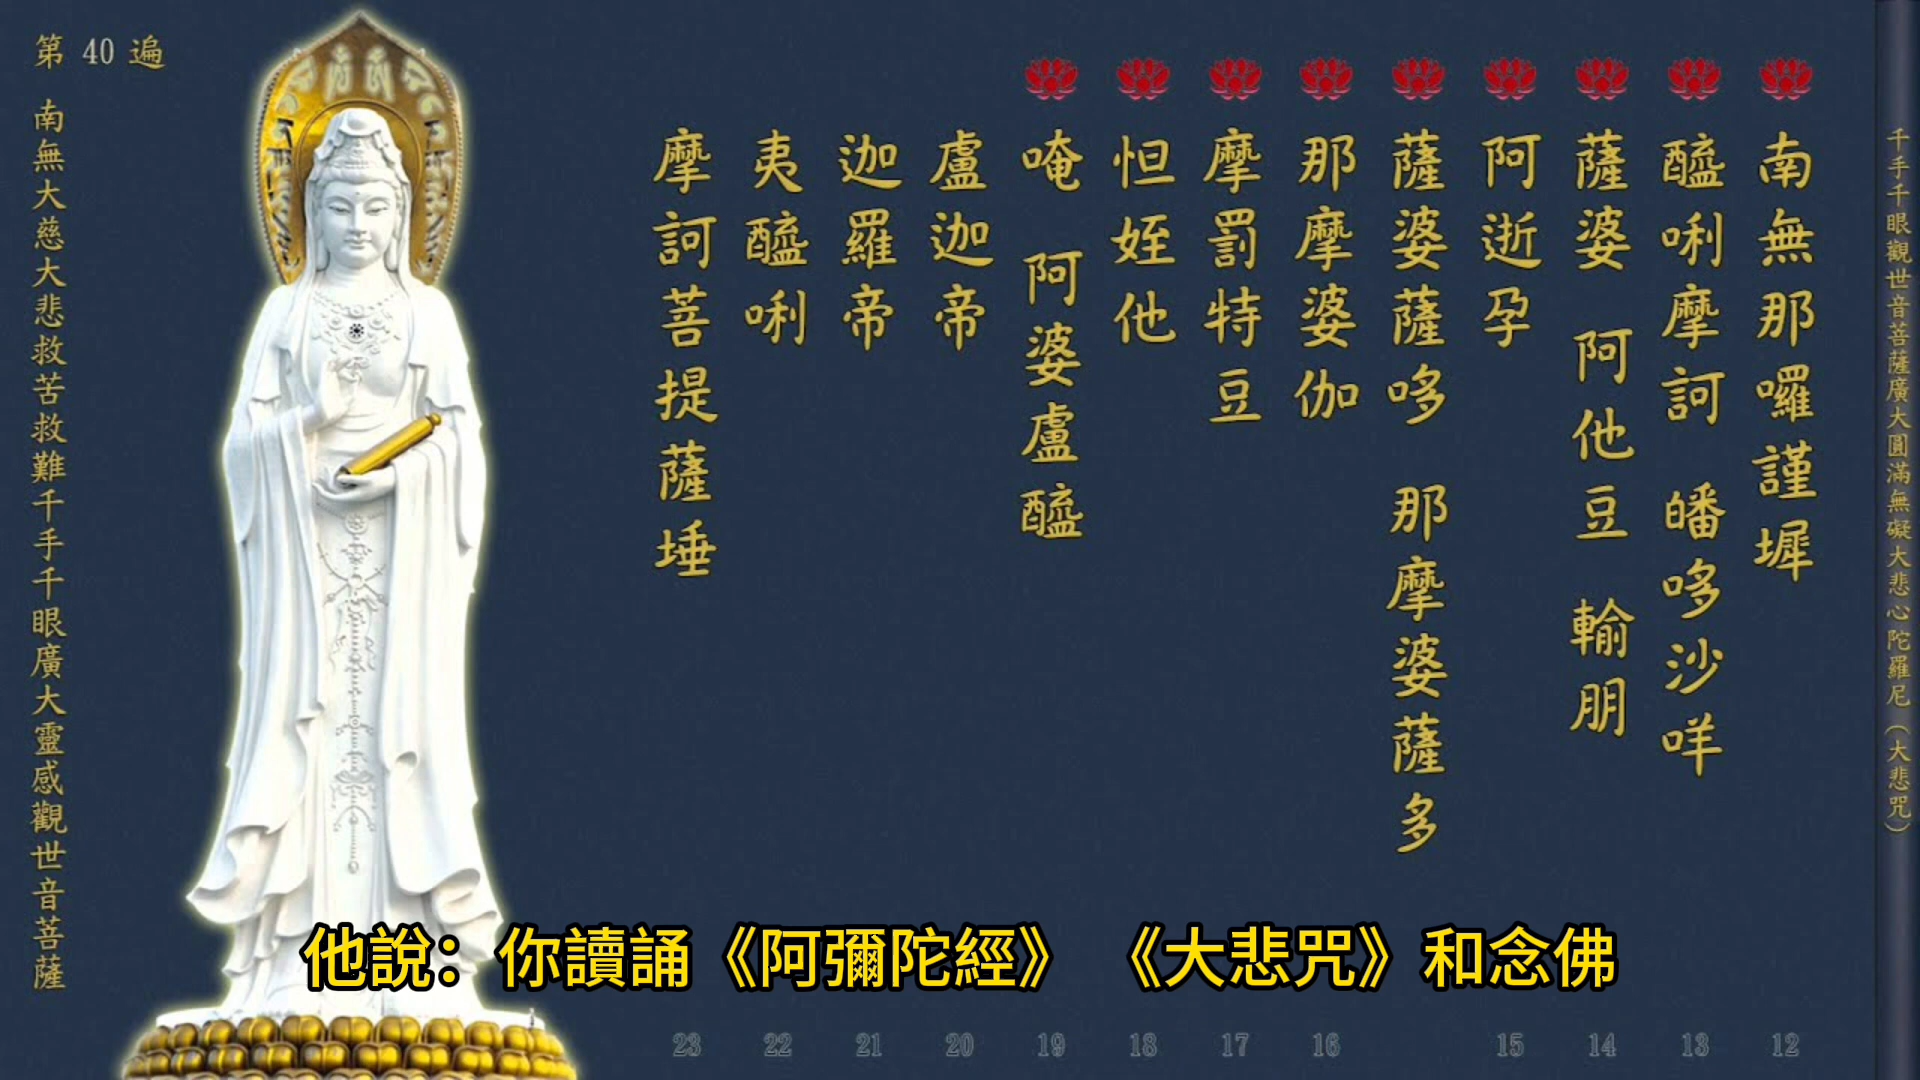 第 40 遍
南無大慈大悲救苦救難千手千眼廣大靈感觀世音菩薩
千手千眼觀世音菩薩廣大圓滿無礙大悲心陀羅尼（大悲咒）
南無那囉謹墀
醯唎摩訶 皤哆沙咩
薩婆 阿他豆 輸朋
阿逝孕
薩婆薩哆 那摩婆薩多
那摩婆伽
摩罰特豆
怛姪他
唵 阿婆盧醯
盧迦帝
迦羅帝
夷醯唎
摩訶菩提薩埵
他說：你讀誦《阿彌陀經》《大悲咒》和念佛
23 22 21 20 19 18 17 16 15 14 13 12